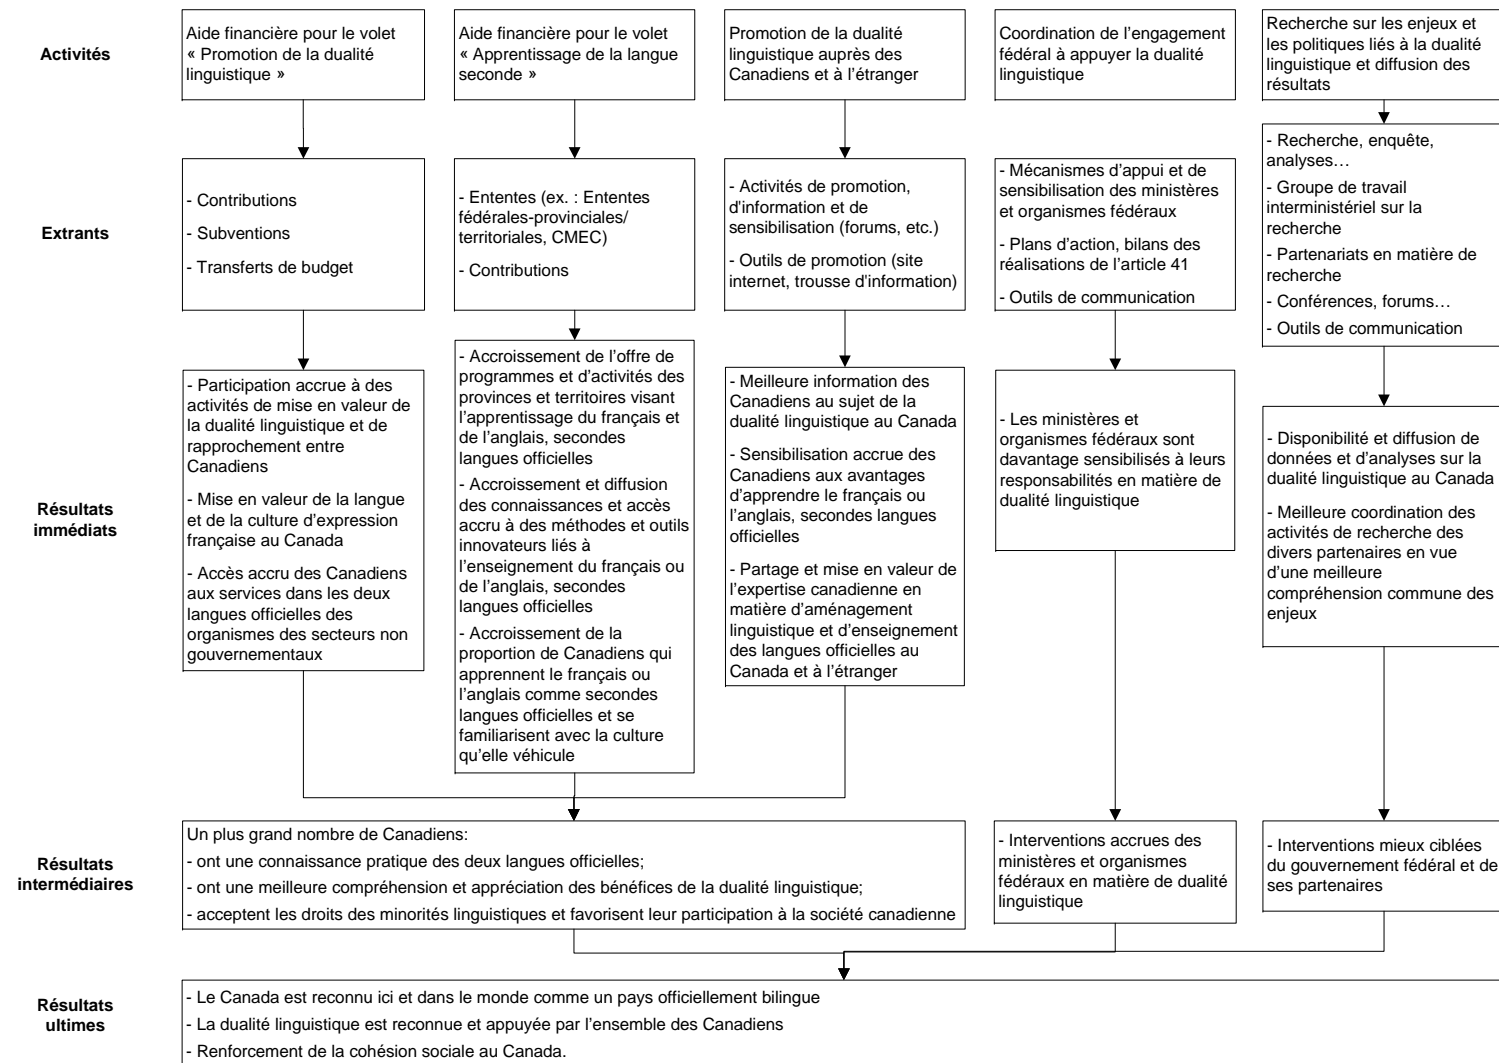 Activités
Aide financière pour le volet
« Promotion de la dualité
linguistique »
Aide financière pour le volet
« Apprentissage de la langue
seconde »
Promotion de la dualité
linguistique auprès des
Canadiens et à l’étranger
Coordination de l’engagement
fédéral à appuyer la dualité
linguistique
Recherche sur les enjeux et
les politiques liés à la dualité
linguistique et diffusion des
résultats
Extrants
- Contributions
- Subventions
- Transferts de budget
- Ententes (ex. : Ententes
fédérales-provinciales/
territoriales, CMEC)
- Contributions
- Activités de promotion,
d'information et de
sensibilisation (forums, etc.)
- Outils de promotion (site
internet, trousse d'information)
- Mécanismes d’appui et de
sensibilisation des ministères
et organismes fédéraux
- Plans d’action, bilans des
réalisations de l’article 41
- Outils de communication
- Recherche, enquête,
analyses…
- Groupe de travail
interministériel sur la
recherche
- Partenariats en matière de
recherche
- Conférences, forums…
- Outils de communication
Résultats
immédiats
- Participation accrue à des
activités de mise en valeur de
la dualité linguistique et de
rapprochement entre
Canadiens
- Mise en valeur de la langue
et de la culture d’expression
française au Canada
- Accès accru des Canadiens
aux services dans les deux
langues officielles des
organismes des secteurs non
gouvernementaux
- Accroissement de l’offre de
programmes et d’activités des
provinces et territoires visant
l’apprentissage du français et
de l’anglais, secondes
langues officielles
- Accroissement et diffusion
des connaissances et accès
accru à des méthodes et outils
innovateurs liés à
l’enseignement du français ou
de l’anglais, secondes
langues officielles
- Accroissement de la
proportion de Canadiens qui
apprennent le français ou
l’anglais comme secondes
langues officielles et se
familiarisent avec la culture
qu’elle véhicule
- Meilleure information des
Canadiens au sujet de la
dualité linguistique au Canada
- Sensibilisation accrue des
Canadiens aux avantages
d’apprendre le français ou
l’anglais, secondes langues
officielles
- Partage et mise en valeur de
l’expertise canadienne en
matière d’aménagement
linguistique et d’enseignement
des langues officielles au
Canada et à l’étranger
- Les ministères et
organismes fédéraux sont
davantage sensibilisés à leurs
responsabilités en matière de
dualité linguistique
- Disponibilité et diffusion de
données et d’analyses sur la
dualité linguistique au Canada
- Meilleure coordination des
activités de recherche des
divers partenaires en vue
d’une meilleure
compréhension commune des
enjeux
Résultats
intermédiaires
Un plus grand nombre de Canadiens:
- ont une connaissance pratique des deux langues officielles;
- ont une meilleure compréhension et appréciation des bénéfices de la dualité linguistique;
- acceptent les droits des minorités linguistiques et favorisent leur participation à la société canadienne
- Interventions accrues des
ministères et organismes
fédéraux en matière de dualité
linguistique
- Interventions mieux ciblées
du gouvernement fédéral et de
ses partenaires
Résultats
ultimes
- Le Canada est reconnu ici et dans le monde comme un pays officiellement bilingue
- La dualité linguistique est reconnue et appuyée par l’ensemble des Canadiens
- Renforcement de la cohésion sociale au Canada.